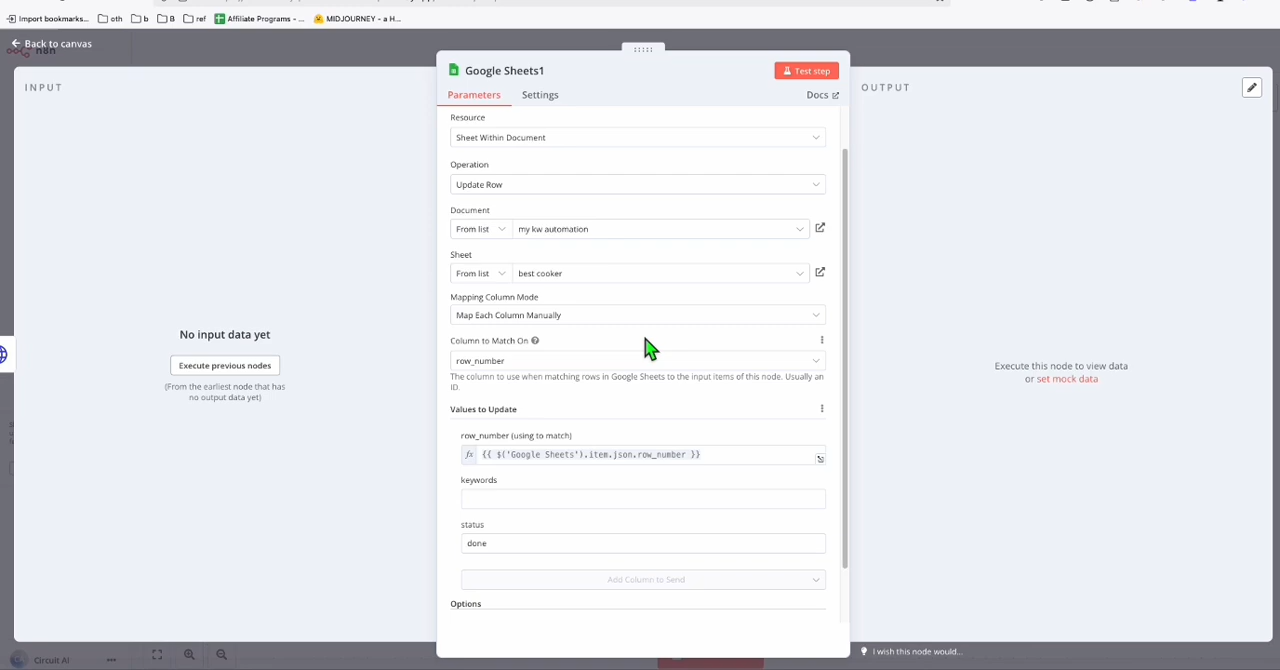 Import bookmarks... oth b B ref Affiliate Programs - ... MIDJOURNEY - a H...
Back to canvas
n8n
Google Sheets1
Test step
Parameters
Settings
Docs
INPUT
OUTPUT
Resource
Sheet Within Document
Operation
Update Row
Document
From list
my kw automation
Sheet
From list
best cooker
Mapping Column Mode
Map Each Column Manually
Column to Match On
row_number
The column to use when matching rows in Google Sheets to the input items of this node. Usually an
ID.
Values to Update
row_number (using to match)
fx {{ $('Google Sheets').item.json.row_number }}
keywords
status
done
Add Column to Send
Options
No input data yet
Execute previous nodes
(From the earliest node that has
no output data yet)
Execute this node to view data
or set mock data
Circuit AI
I wish this node would...